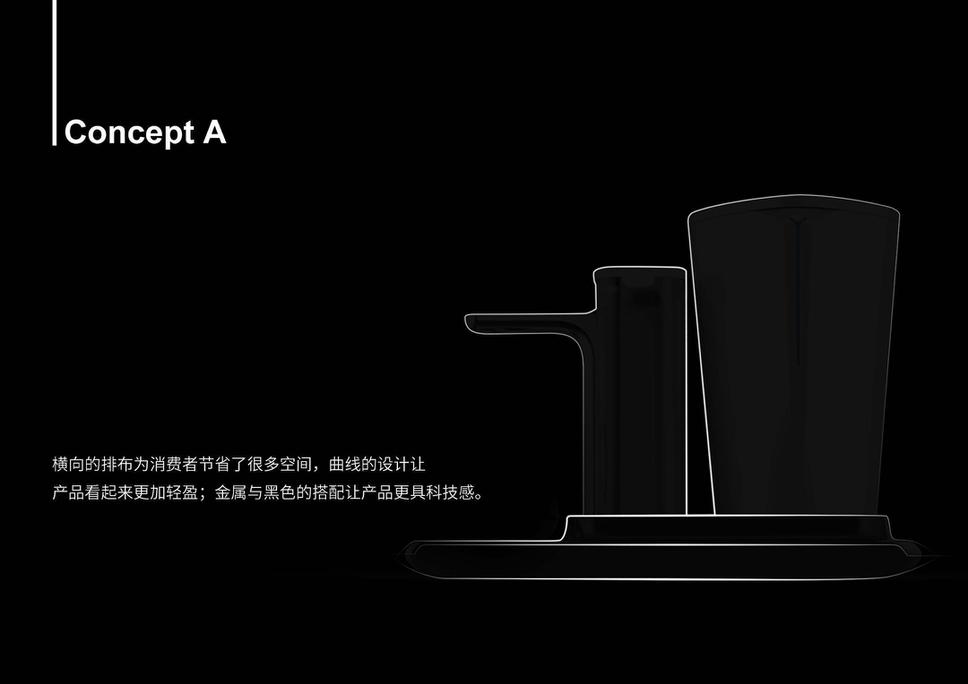 Concept A
横向的排布为消费者节省了很多空间，曲线的设计让
产品看起来更加轻盈；金属与黑色的搭配让产品更具科技感。